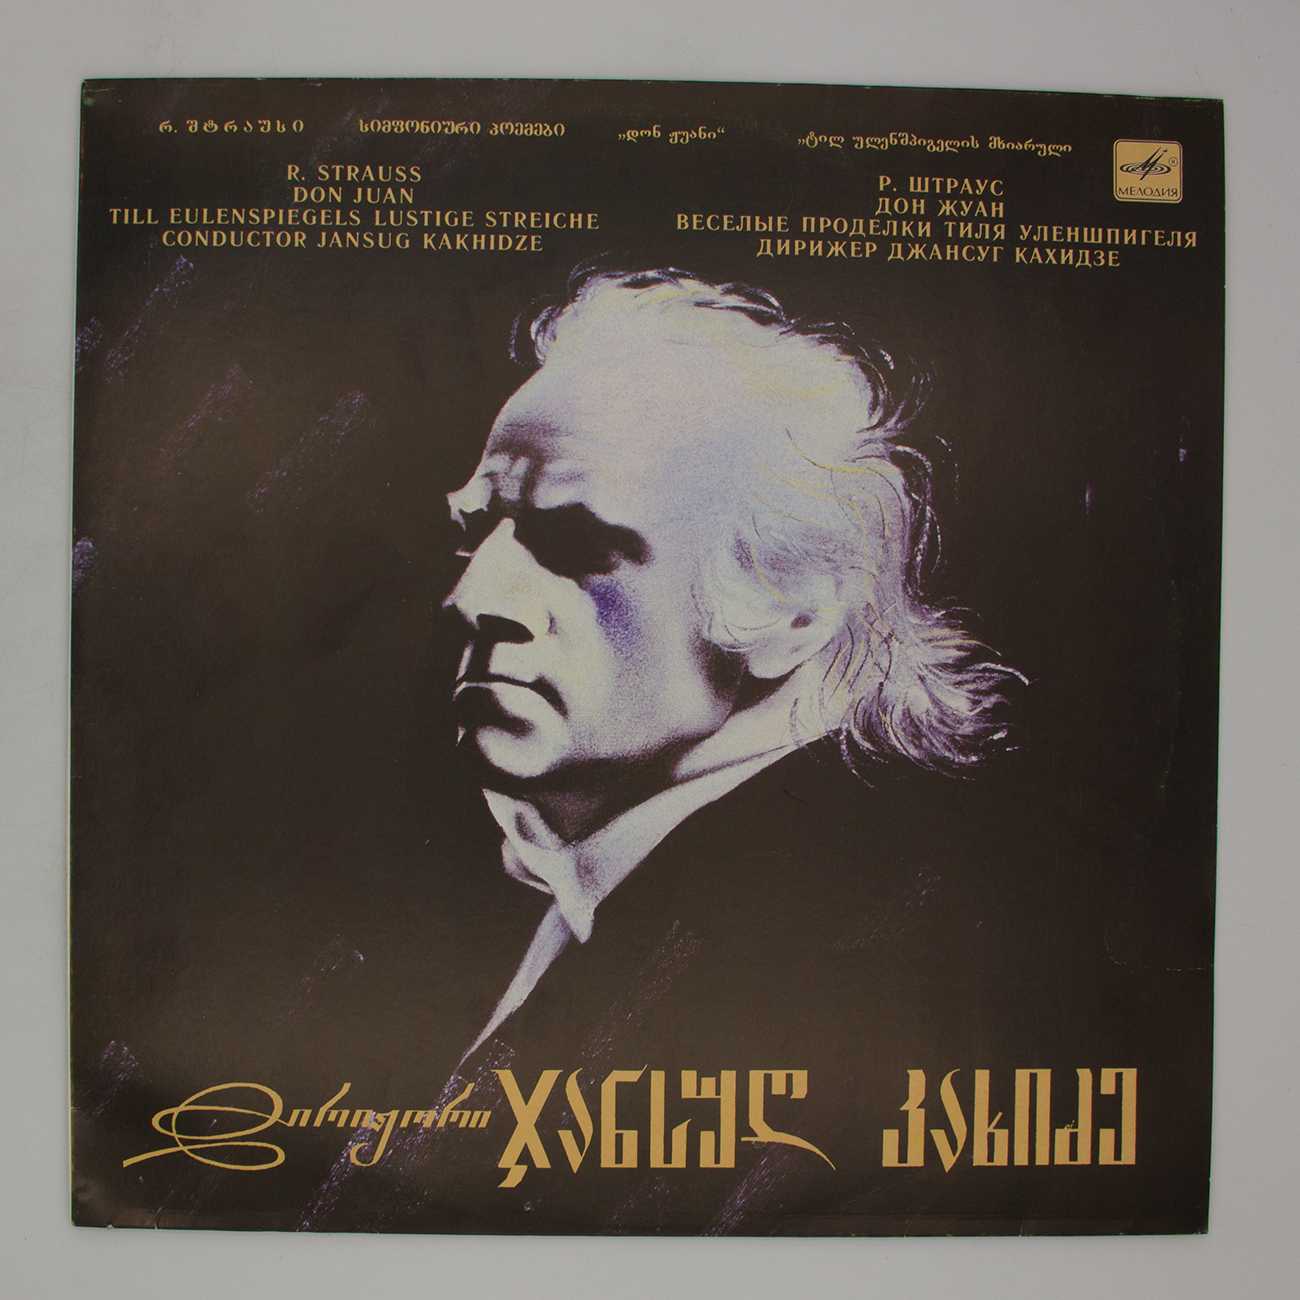 რ. შტრაუსი სიმფონიური პოემები „დონ ჟუანი“ „ტილ ულენშპიგელის მხიარული
R. STRAUSS
DON JUAN
TILL EULENSPIEGELS LUSTIGE STREICHE
CONDUCTOR JANSUG KAKHIDZE
Р. ШТРАУС
ДОН ЖУАН
ВЕСЕЛЫЕ ПРОДЕЛКИ ТИЛЯ УЛЕНШПИГЕЛЯ
ДИРИЖЕР ДЖАНСУГ КАХИДЗЕ
МЕЛОДИЯ
დირიჟორი ჯანსუღ კახიძე